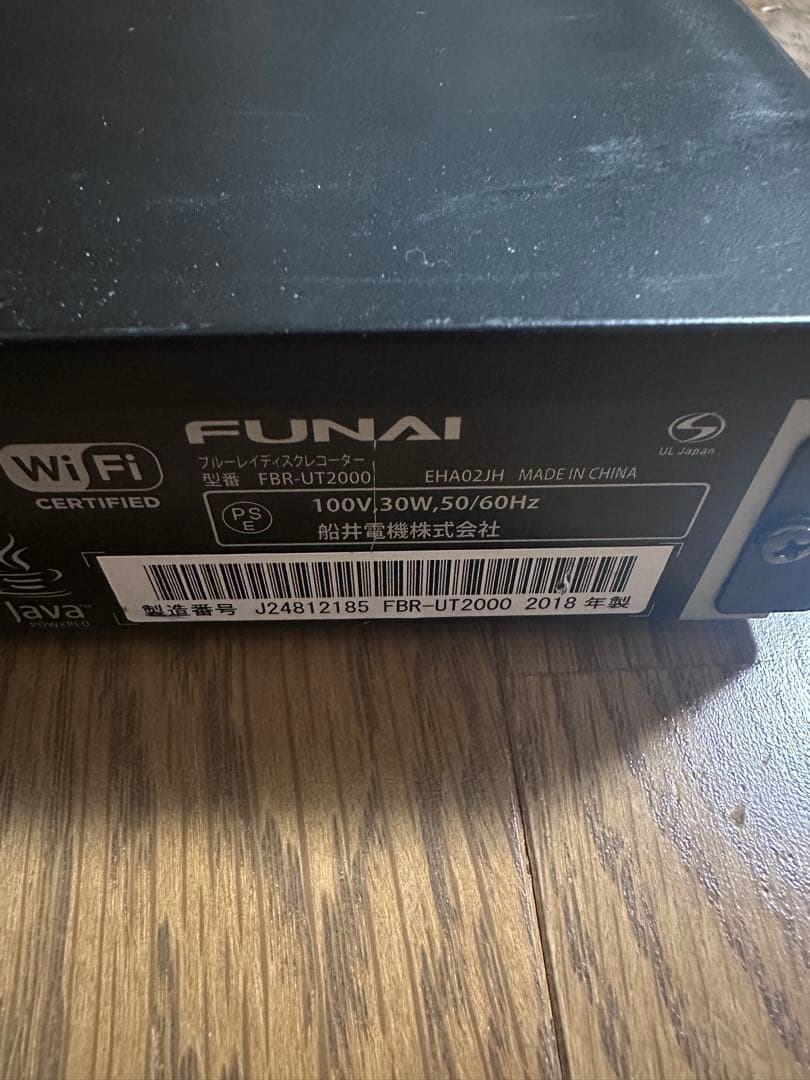 FUNAI
Wi Fi
CERTIFIED
ブルーレイディスクレコーター
型番 FBR-UT2000 EHA02JH MADE IN CHINA
UL Japan
PS
E
100V,30W,50/60Hz
船井電機株式会社
Java™
POWERED
製造番号 J24812185 FBR-UT2000 2018 年製